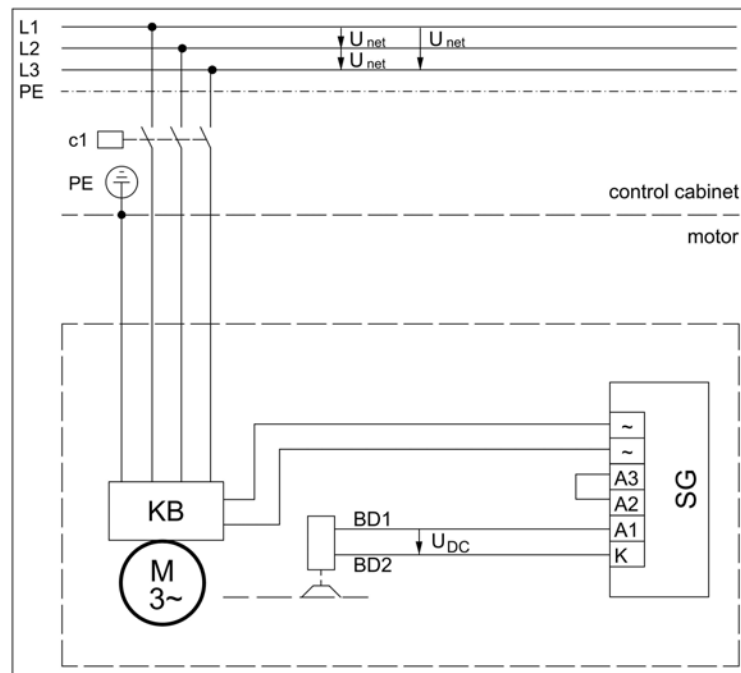 L1
U net U net
L2
U net
L3
PE
c1
PE
control cabinet
motor
~
~
A3
KB
A2
SG
BD1
A1
U DC
K
BD2
M
3~